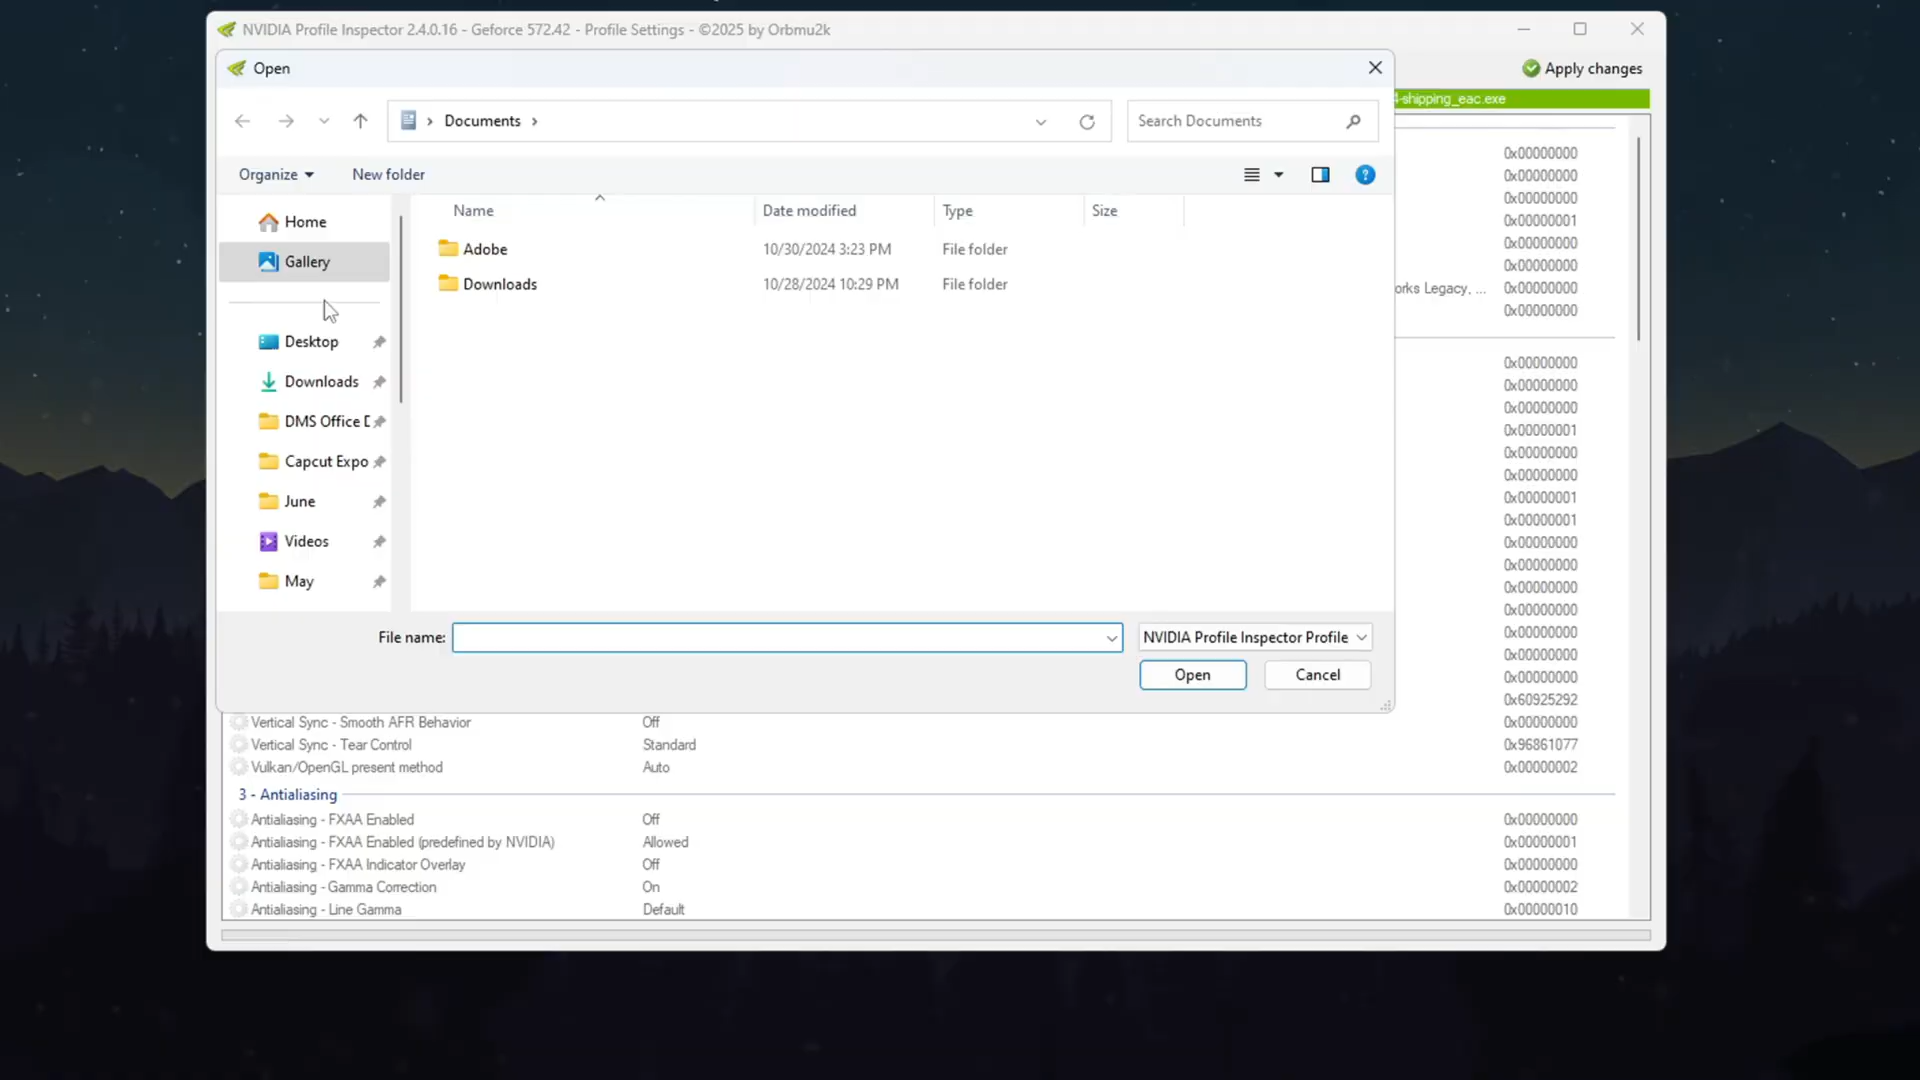 NVIDIA Profile Inspector 2.4.0.16 - Geforce 572.42 - Profile Settings - ©2025 by Orbmu2k
Open
Apply changes
4-shipping_eac.exe
Documents
Search Documents
Organize
New folder
Name
Date modified
Type
Size
Home
Gallery
Desktop
Downloads
DMS Office D
Capcut Expo
June
Videos
May
Adobe 10/30/2024 3:23 PM File folder
Downloads 10/28/2024 10:29 PM File folder
File name:
NVIDIA Profile Inspector Profile
Open
Cancel
0x00000000
0x00000000
0x00000000
0x00000001
0x00000000
0x00000000
orks Legacy, ... 0x00000000
0x00000000
0x00000000
0x00000000
0x00000000
0x00000001
0x00000000
0x00000000
0x00000001
0x00000001
0x00000000
0x00000000
0x00000000
0x00000000
0x00000000
0x00000000
0x00000000
0x60925292
Vertical Sync - Smooth AFR Behavior Off 0x00000000
Vertical Sync - Tear Control Standard 0x96861077
Vulkan/OpenGL present method Auto 0x00000002
3 - Antialiasing
Antialiasing - FXAA Enabled Off 0x00000000
Antialiasing - FXAA Enabled (predefined by NVIDIA) Allowed 0x00000001
Antialiasing - FXAA Indicator Overlay Off 0x00000000
Antialiasing - Gamma Correction On 0x00000002
Antialiasing - Line Gamma Default 0x00000010